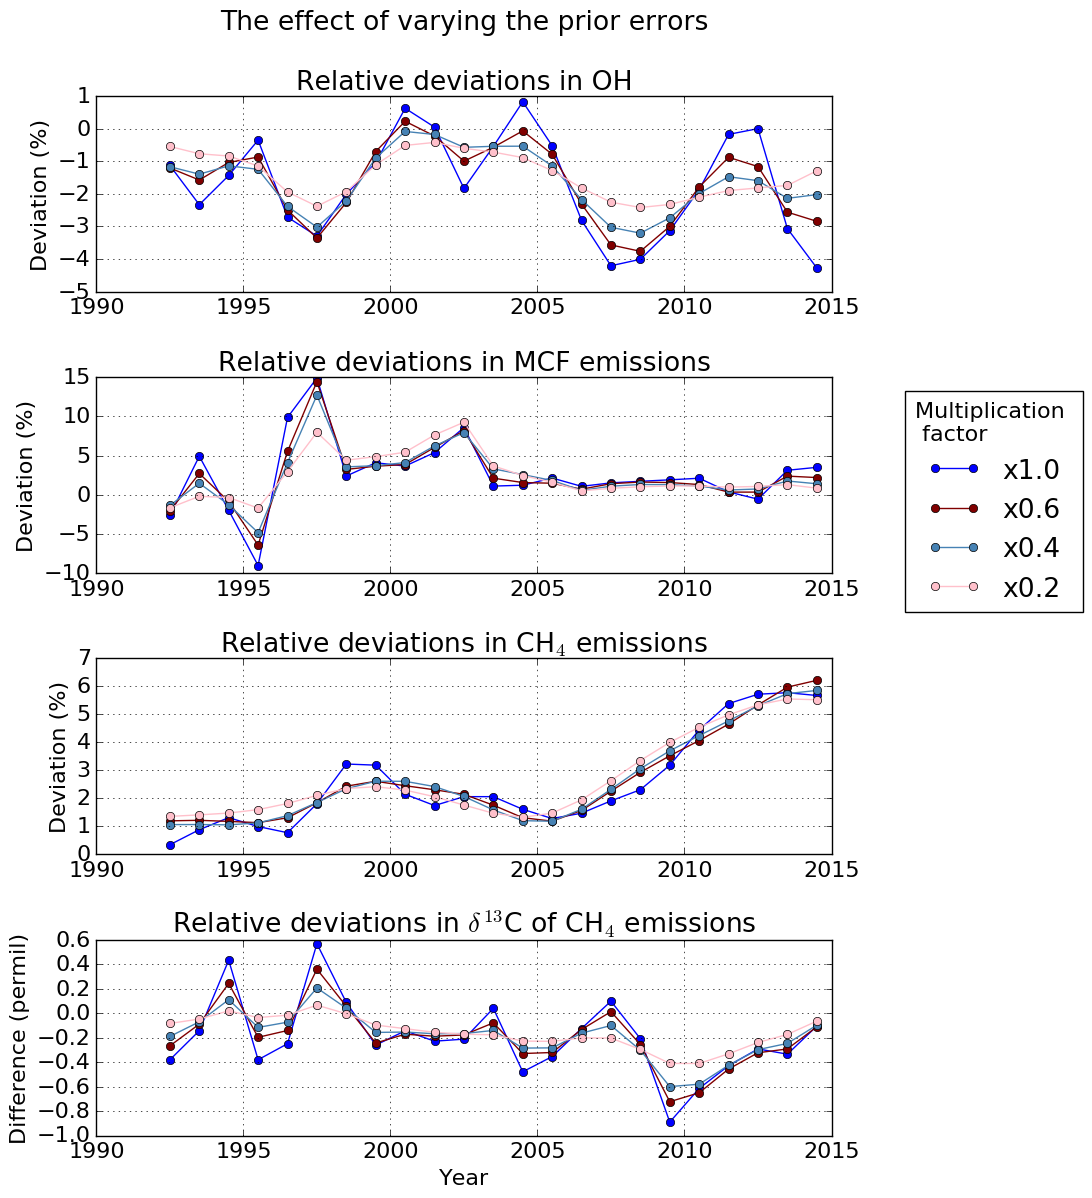 The effect of varying the prior errors
Relative deviations in OH
Deviation (%)
1
0
−1
−2
−3
−4
−5
1990 1995 2000 2005 2010 2015
Relative deviations in MCF emissions
Deviation (%)
15
10
5
0
−5
−10
1990 1995 2000 2005 2010 2015
Multiplication
factor
x1.0
x0.6
x0.4
x0.2
Relative deviations in CH₄ emissions
Deviation (%)
7
6
5
4
3
2
1
0
1990 1995 2000 2005 2010 2015
Relative deviations in δ¹³C of CH₄ emissions
Difference (permil)
0.6
0.4
0.2
0.0
−0.2
−0.4
−0.6
−0.8
−1.0
1990 1995 2000 2005 2010 2015
Year